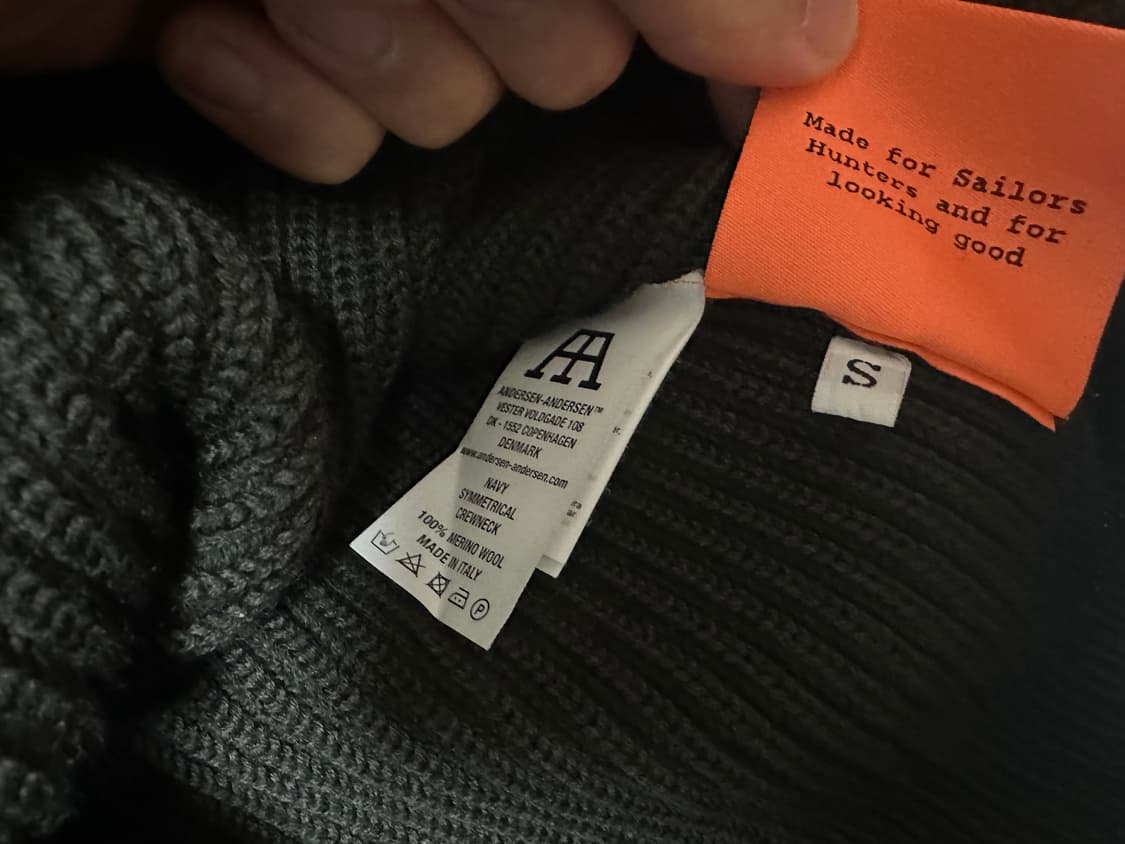 Made for Sailors
Hunters and for
looking good
S
AA
ANDERSEN-ANDERSEN™
VESTER VOLDGADE 108
DK - 1552 COPENHAGEN
DENMARK
www.andersen-andersen.com
NAVY
SYMMETRICAL
CREWNECK
100% MERINO WOOL
MADE IN ITALY
P